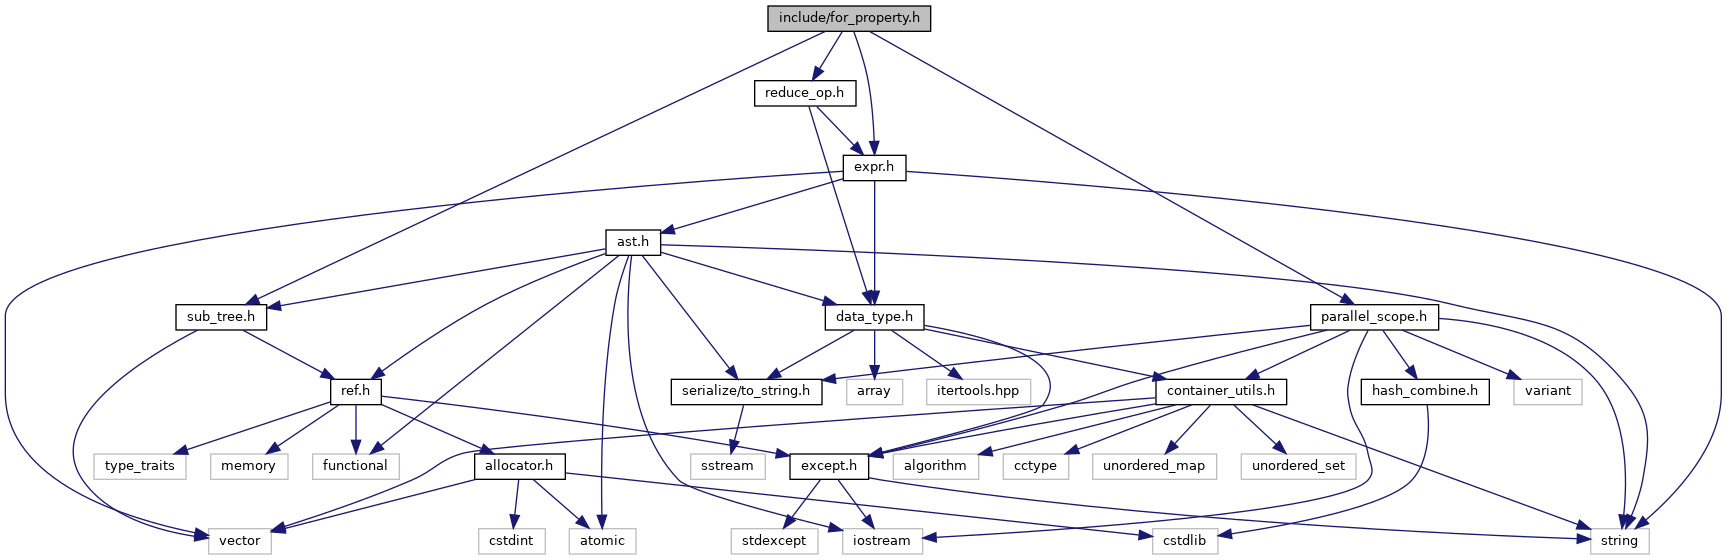 include/for_property.h
reduce_op.h
expr.h
ast.h
sub_tree.h
data_type.h
parallel_scope.h
ref.h
serialize/to_string.h
array
itertools.hpp
container_utils.h
hash_combine.h
variant
type_traits
memory
functional
allocator.h
sstream
except.h
algorithm
cctype
unordered_map
unordered_set
vector
cstdint
atomic
stdexcept
iostream
cstdlib
string